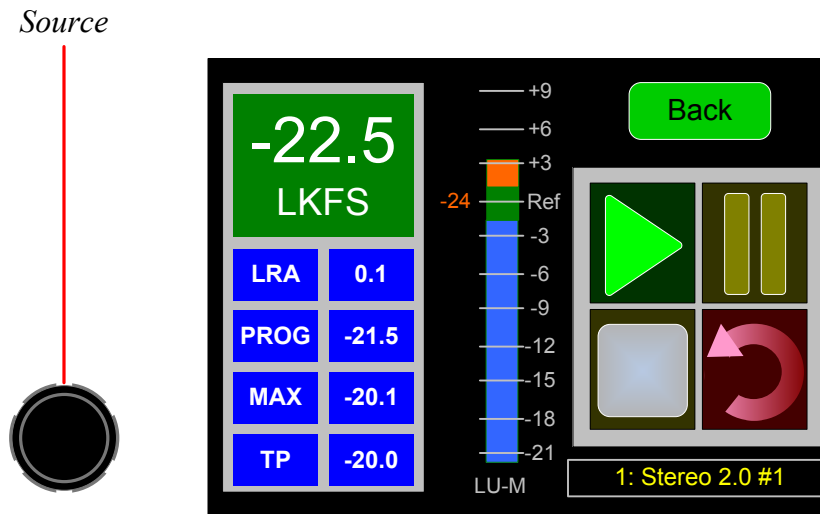 Source
-22.5
LKFS
LRA 0.1
PROG -21.5
MAX -20.1
TP -20.0
+9
+6
+3
-24 Ref
-3
-6
-9
-12
-15
-18
-21
LU-M
Back
1: Stereo 2.0 #1